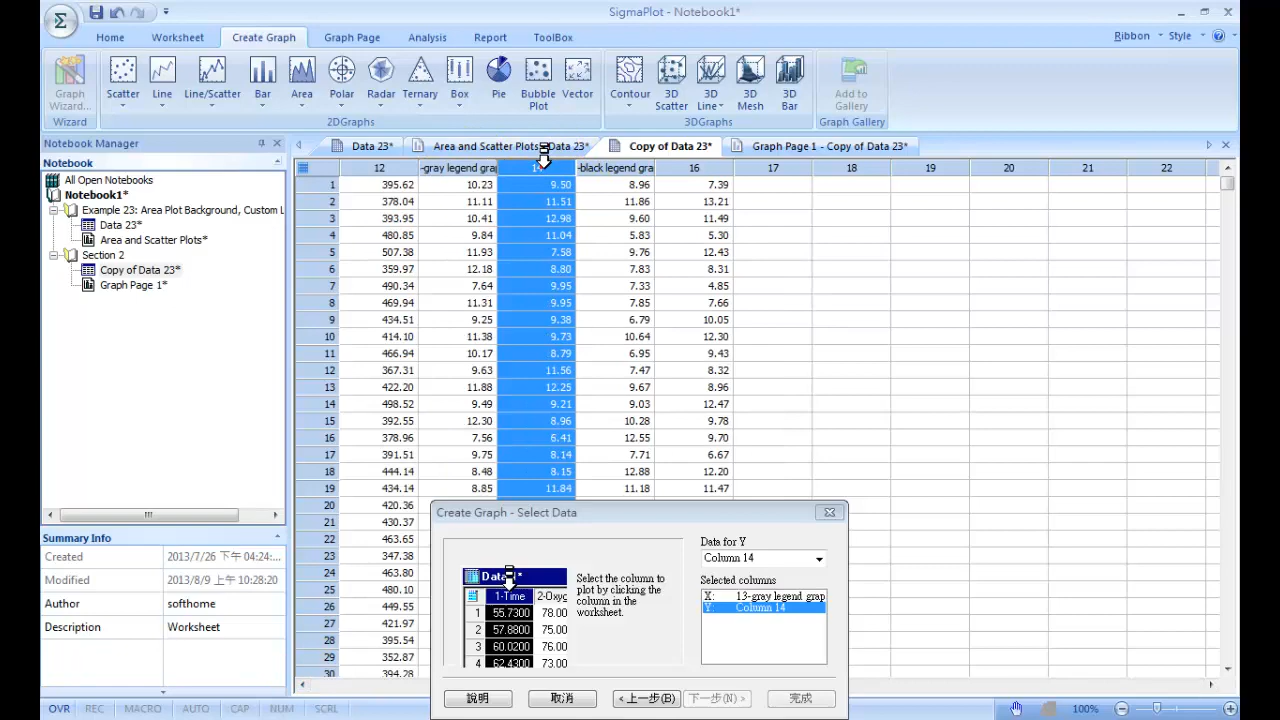 SigmaPlot - Notebook1*
Home Worksheet Create Graph Graph Page Analysis Report ToolBox Ribbon Style
Graph Wizard... Scatter Line Line/Scatter Bar Area Polar Radar Ternary Box Pie Bubble Plot Vector Contour 3D Scatter 3D Line 3D Mesh 3D Bar Add to Gallery
Wizard 2DGraphs 3DGraphs Graph Gallery
Notebook Manager
Notebook
All Open Notebooks
Notebook1*
Example 23: Area Plot Background, Custom L
Data 23*
Area and Scatter Plots*
Section 2
Copy of Data 23*
Graph Page 1*
Summary Info
Created 2013/7/26 下午 04:24:...
Modified 2013/8/9 上午 10:28:20
Author softhome
Description Worksheet
Data 23* Area and Scatter Plots Data 23* Copy of Data 23* Graph Page 1 - Copy of Data 23*
12 -gray legend grap -black legend gra 16 17 18 19 20 21 22
1 395.62 10.23 9.50 8.96 7.39
2 378.04 11.11 11.51 11.86 13.21
3 393.95 10.41 12.98 9.60 11.49
4 480.85 9.84 11.04 5.83 5.30
5 507.38 11.93 7.58 9.76 12.43
6 359.97 12.18 8.80 7.83 8.31
7 490.34 7.64 9.95 7.33 4.85
8 469.94 11.31 9.95 7.85 7.66
9 434.51 9.25 9.38 6.79 10.05
10 414.10 11.38 9.73 10.64 12.30
11 466.94 10.17 8.79 6.95 9.43
12 367.31 9.63 11.56 7.47 8.32
13 422.20 11.88 12.25 9.67 8.96
14 498.52 9.49 9.21 9.03 12.47
15 392.55 12.30 8.96 10.28 9.78
16 378.96 7.56 6.41 12.55 9.70
17 391.51 9.75 8.14 7.71 6.67
18 444.14 8.48 8.15 12.88 12.20
19 434.14 8.85 11.84 11.18 11.47
20 420.36
21 430.37
22 463.65
23 347.38
24 463.80
25 480.10
26 449.55
27 421.97
28 395.54
29 352.87
30 394.28
Create Graph - Select Data
1-Time 2-Oxyc
1 55.7300 78.00
2 57.8800 75.00
3 60.0200 76.00
4 62.4300 73.00
Select the column to
plot by clicking the
column in the
worksheet.
Data for Y
Column 14
Selected columns
X: 13-gray legend grap
Y: Column 14
說明 取消 <上一步(B) 下一步(N)> 完成
OVR REC MACRO AUTO CAP NUM SCRL 100%